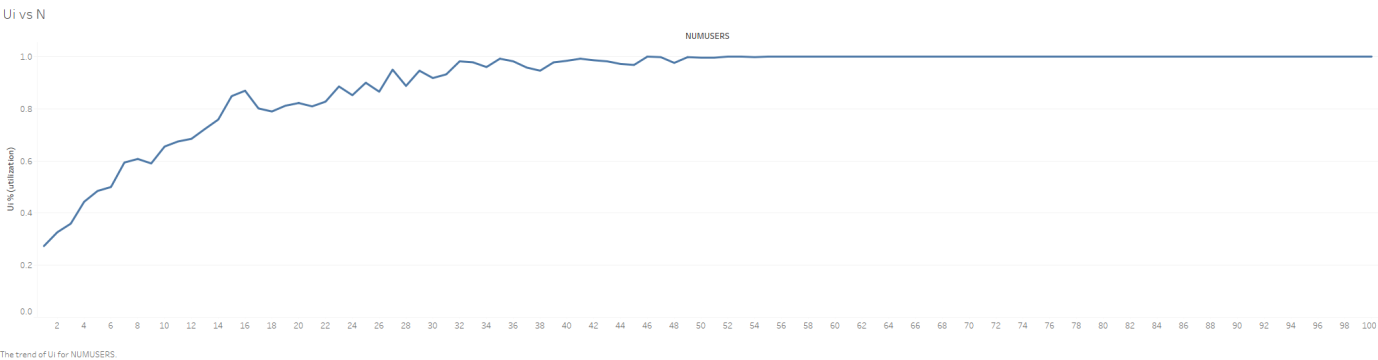 Ui vs N
NUMUSERS
1.0
0.8
0.6
0.4
0.2
0.0
Ui % (utilization)
2 4 6 8 10 12 14 16 18 20 22 24 26 28 30 32 34 36 38 40 42 44 46 48 50 52 54 56 58 60 62 64 66 68 70 72 74 76 78 80 82 84 86 88 90 92 94 96 98 100
The trend of Ui for NUMUSERS.